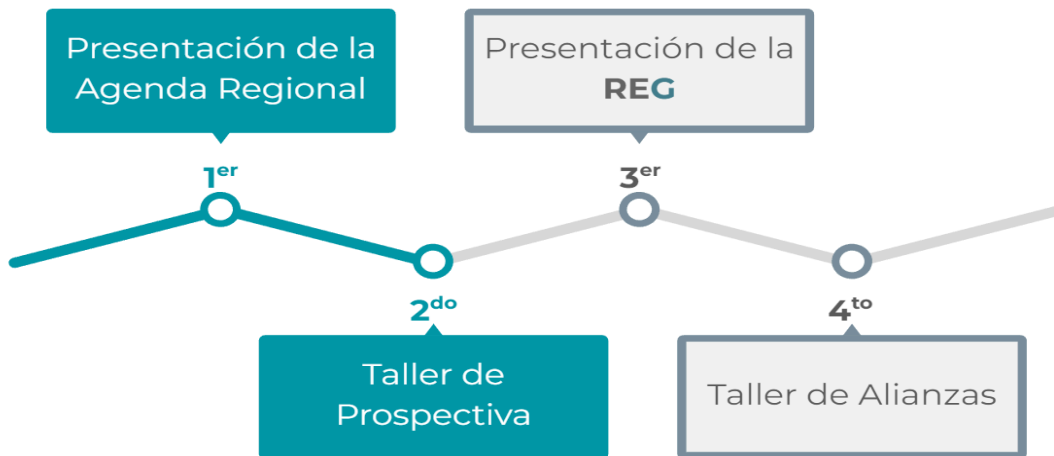 Presentación de la
Agenda Regional
1er
2do
Taller de
Prospectiva
Presentación de la
REG
3er
4to
Taller de Alianzas